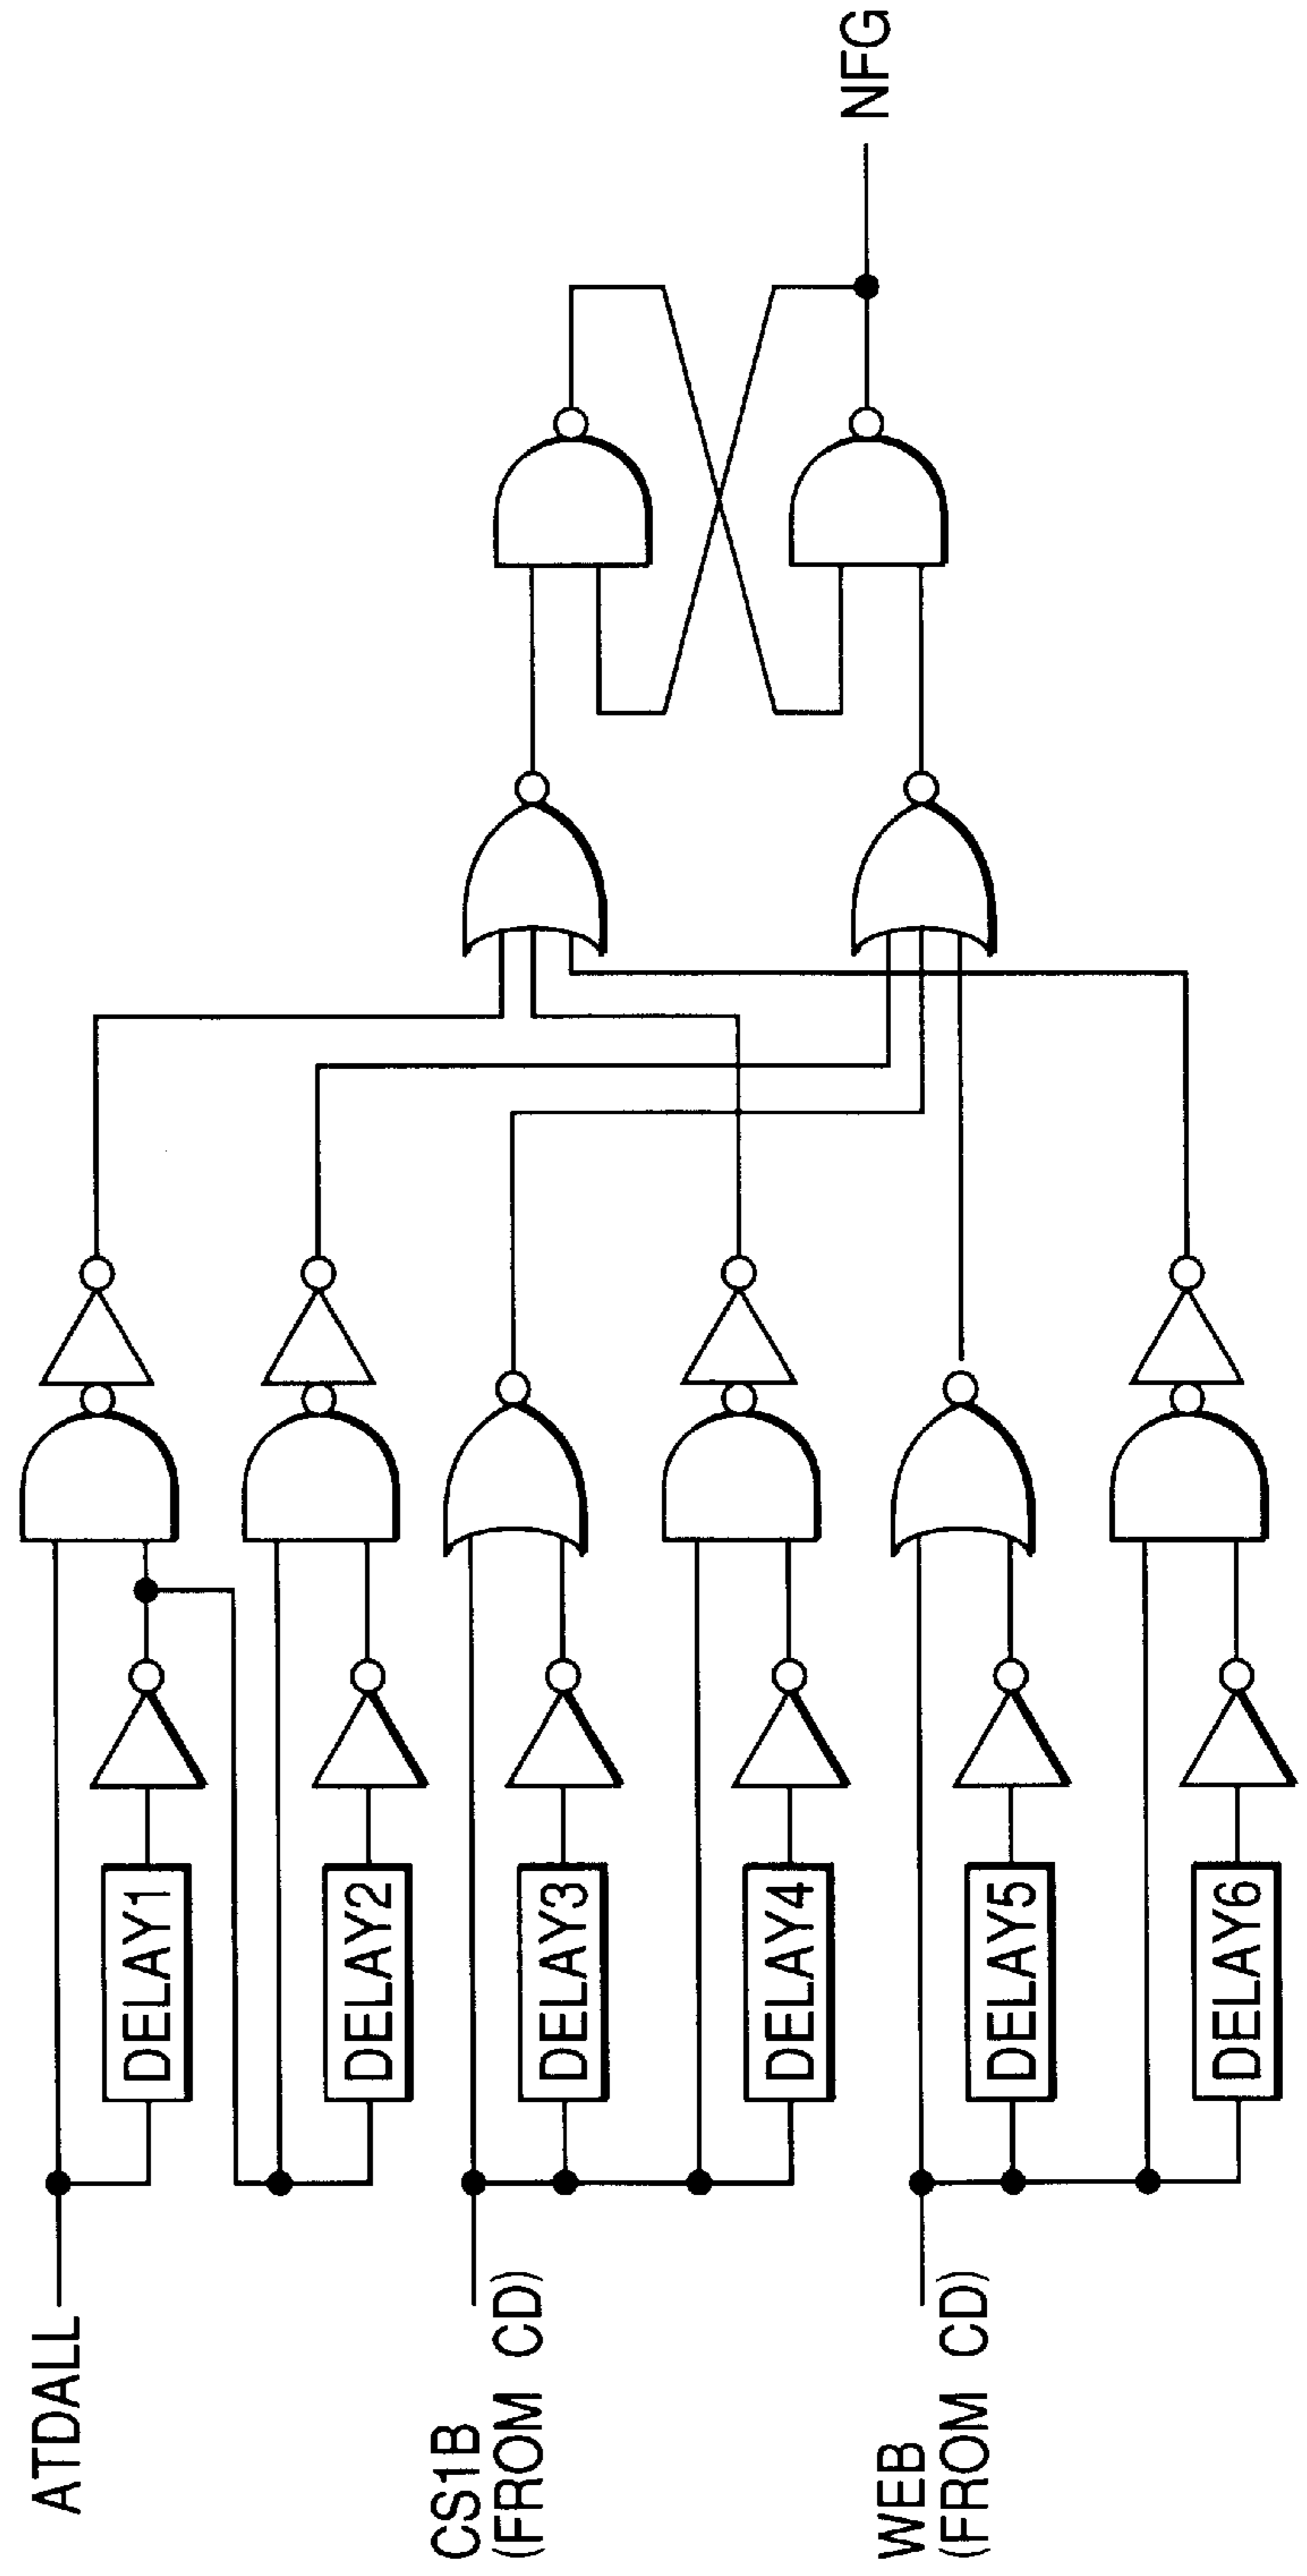 ATDALL
DELAY1
DELAY2
CS1B
(FROM CD)
DELAY3
DELAY4
WEB
(FROM CD)
DELAY5
DELAY6
NFG